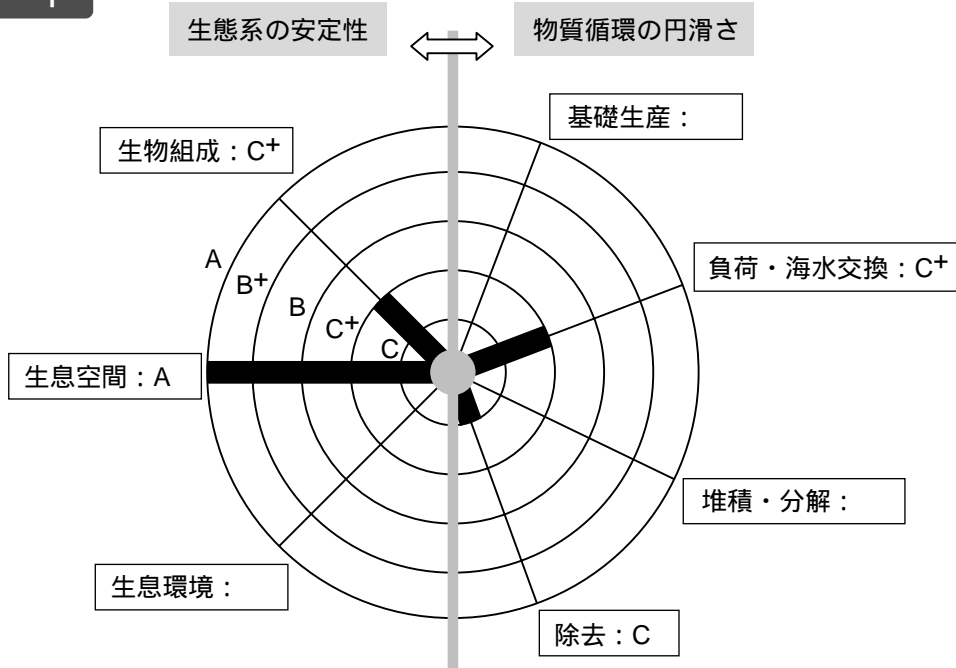 生態系の安定性
物質循環の円滑さ
基礎生産：
生物組成：C⁺
負荷・海水交換：C⁺
A
B⁺
B
C⁺
C
生息空間：A
堆積・分解：
生息環境：
除去：C